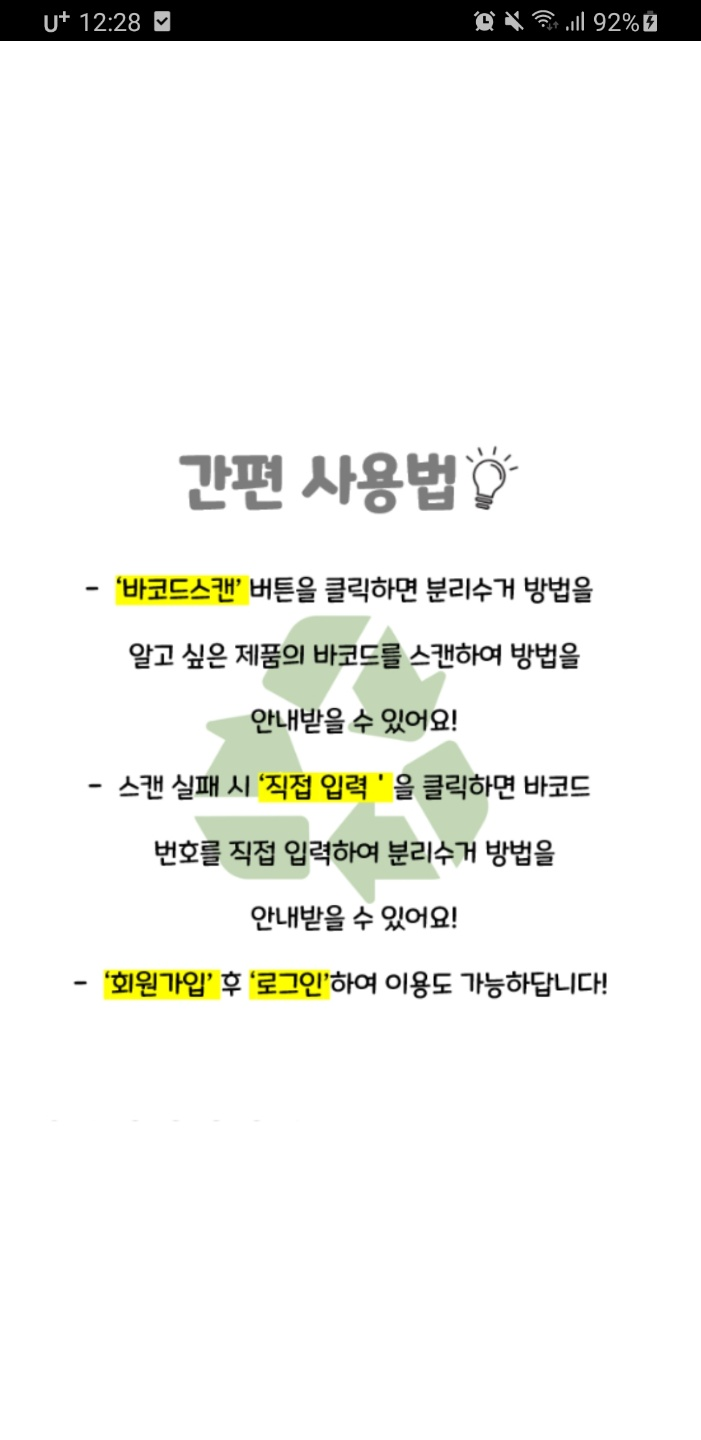 U+ 12:28 92%
간편 사용법
- ‘바코드스캔’ 버튼을 클릭하면 분리수거 방법을
알고 싶은 제품의 바코드를 스캔하여 방법을
안내받을 수 있어요!
- 스캔 실패 시 ‘직접 입력 ' 을 클릭하면 바코드
번호를 직접 입력하여 분리수거 방법을
안내받을 수 있어요!
- ‘회원가입’ 후 ‘로그인’하여 이용도 가능하답니다!